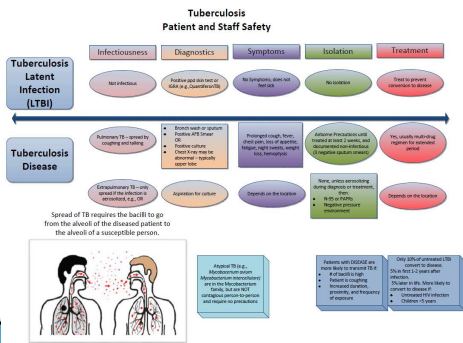 Tuberculosis
Patient and Staff Safety
Infectiousness
Diagnostics
Symptoms
Isolation
Treatment
Tuberculosis
Latent
Infection
(LTBI)
Not infectious
Positive ppd skin test or
IGRA (e.g., QuantiferonTB)
No Symptoms, does not
feel sick
No isolation
Treat to prevent
conversion to disease
Tuberculosis
Disease
Pulmonary TB – spread by
coughing and talking
Bronch wash or sputum
Positive AFB Smear
OR
Positive culture
Chest X-ray may be
abnormal – typically
upper lobe
Prolonged cough, fever,
chest pain, loss of appetite,
fatigue, night sweats, weight
loss, hemolysis
Airborne Precautions until
treated at least 2 weeks, and
documented non-infectious
(3 negative sputum smears)
Yes, usually multi-drug
regimen for extended
period
Extrapulmonary TB – only
spread if the infection is
aerosolized, e.g., OR
Aspiration for culture
Depends on the location
None, unless aerosolizing
during diagnosis or treatment,
then.
N-95 or PAPRs
Negative pressure
environment
Depends on the location
Spread of TB requires the bacilli to go
from the alveoli of the diseased patient to
the alveoli of a susceptible person.
Atypical TB (e.g.,
Mycobacterium avium
Mycobacterium intercellulare)
are in the Mycobacterium
family, but are NOT
contagious person-to-person
and require no precautions
Patients with DISEASE are
more likely to transmit TB if:
# of bacilli is high
Patient is coughing
Increased duration,
proximity, and frequency
of exposure
Only 10% of untreated LTBI
convert to disease.
5% in first 1-2 years after
infection.
5% later in life. More likely to
convert to disease if:
Untreated HIV infection
Children <5 years